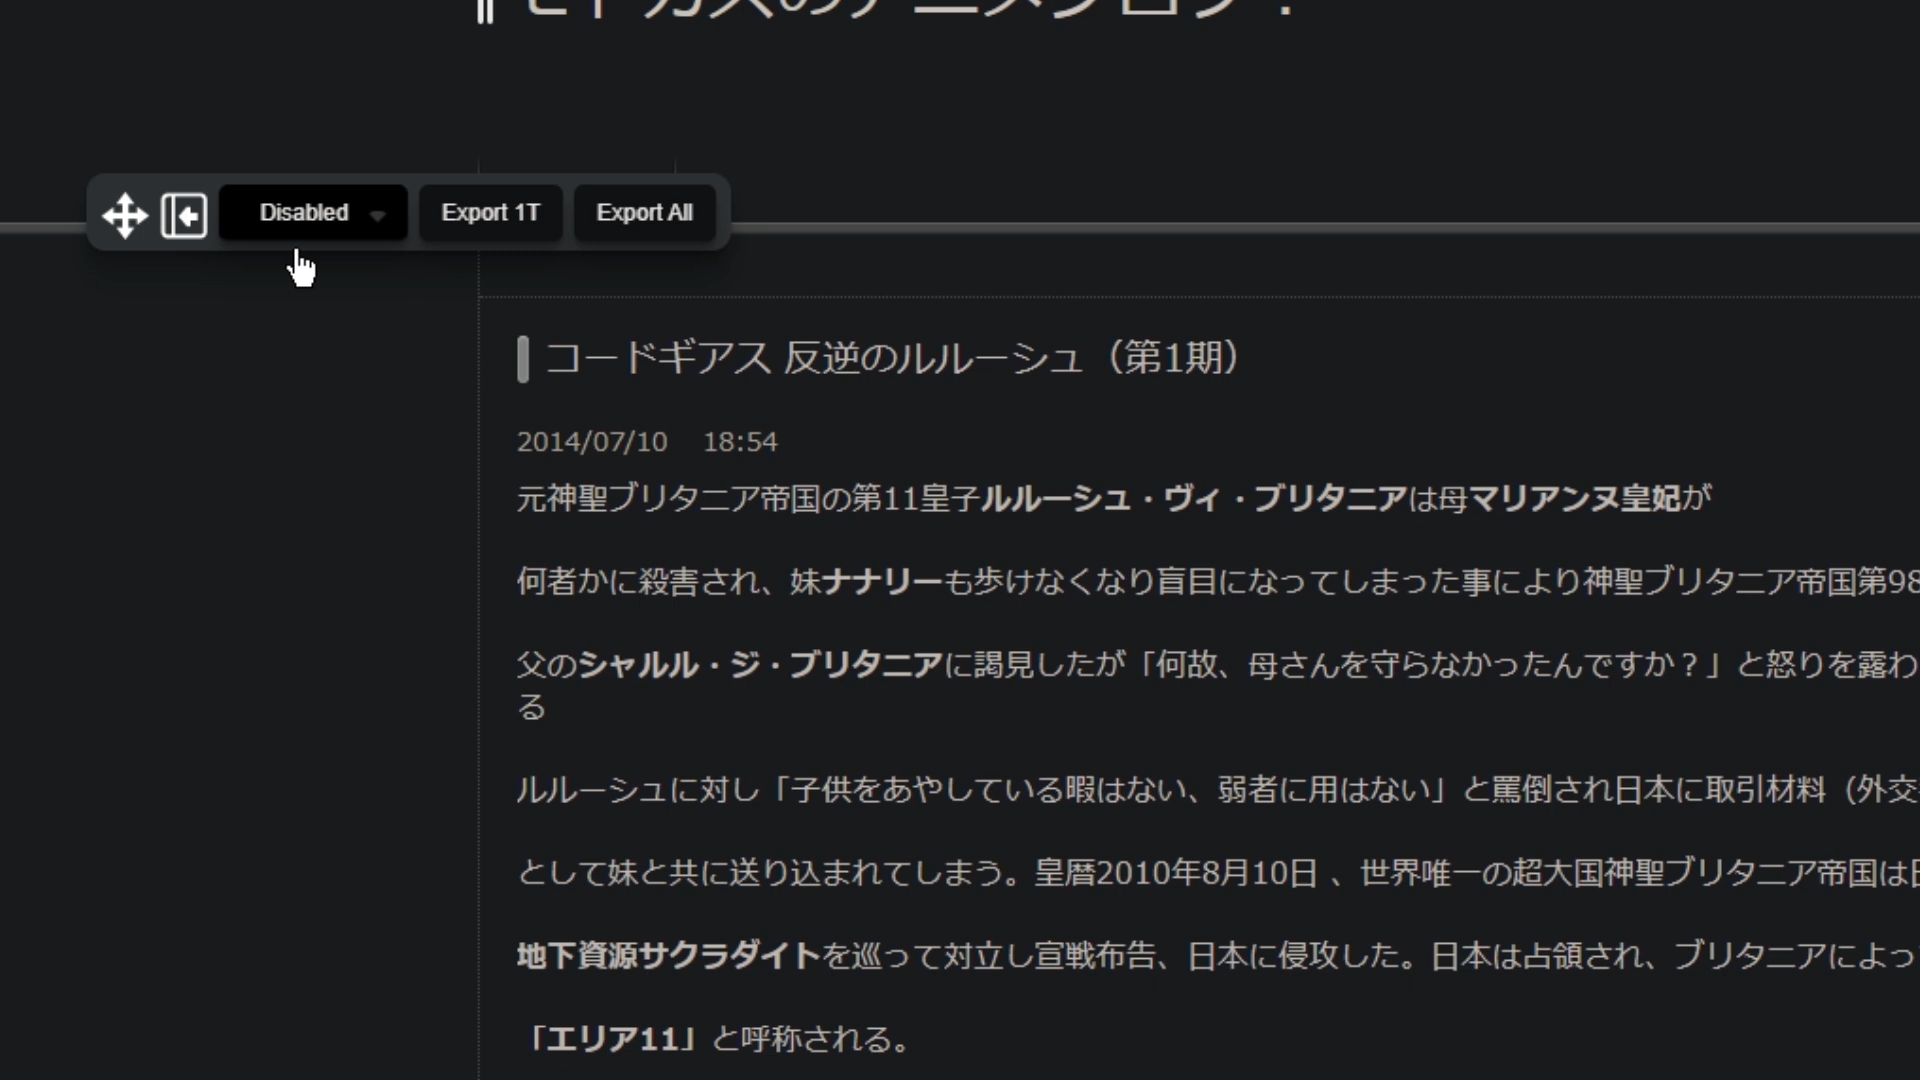 Disabled
Export 1T
Export All
コードギアス 反逆のルルーシュ（第1期）
2014/07/10 18:54
元神聖ブリタニア帝国の第11皇子ルルーシュ・ヴィ・ブリタニアは母マリアンヌ皇妃が
何者かに殺害され、妹ナナリーも歩けなくなり盲目になってしまった事により神聖ブリタニア帝国第98
父のシャルル・ジ・ブリタニアに謁見したが「何故、母さんを守らなかったんですか？」と怒りを露わ
る
ルルーシュに対し「子供をあやしている暇はない、弱者に用はない」と罵倒され日本に取引材料（外交
として妹と共に送り込まれてしまう。皇暦2010年8月10日 、世界唯一の超大国神聖ブリタニア帝国は
地下資源サクラダイトを巡って対立し宣戦布告、日本に侵攻した。日本は占領され、ブリタニアによっ
「エリア11」と呼称される。